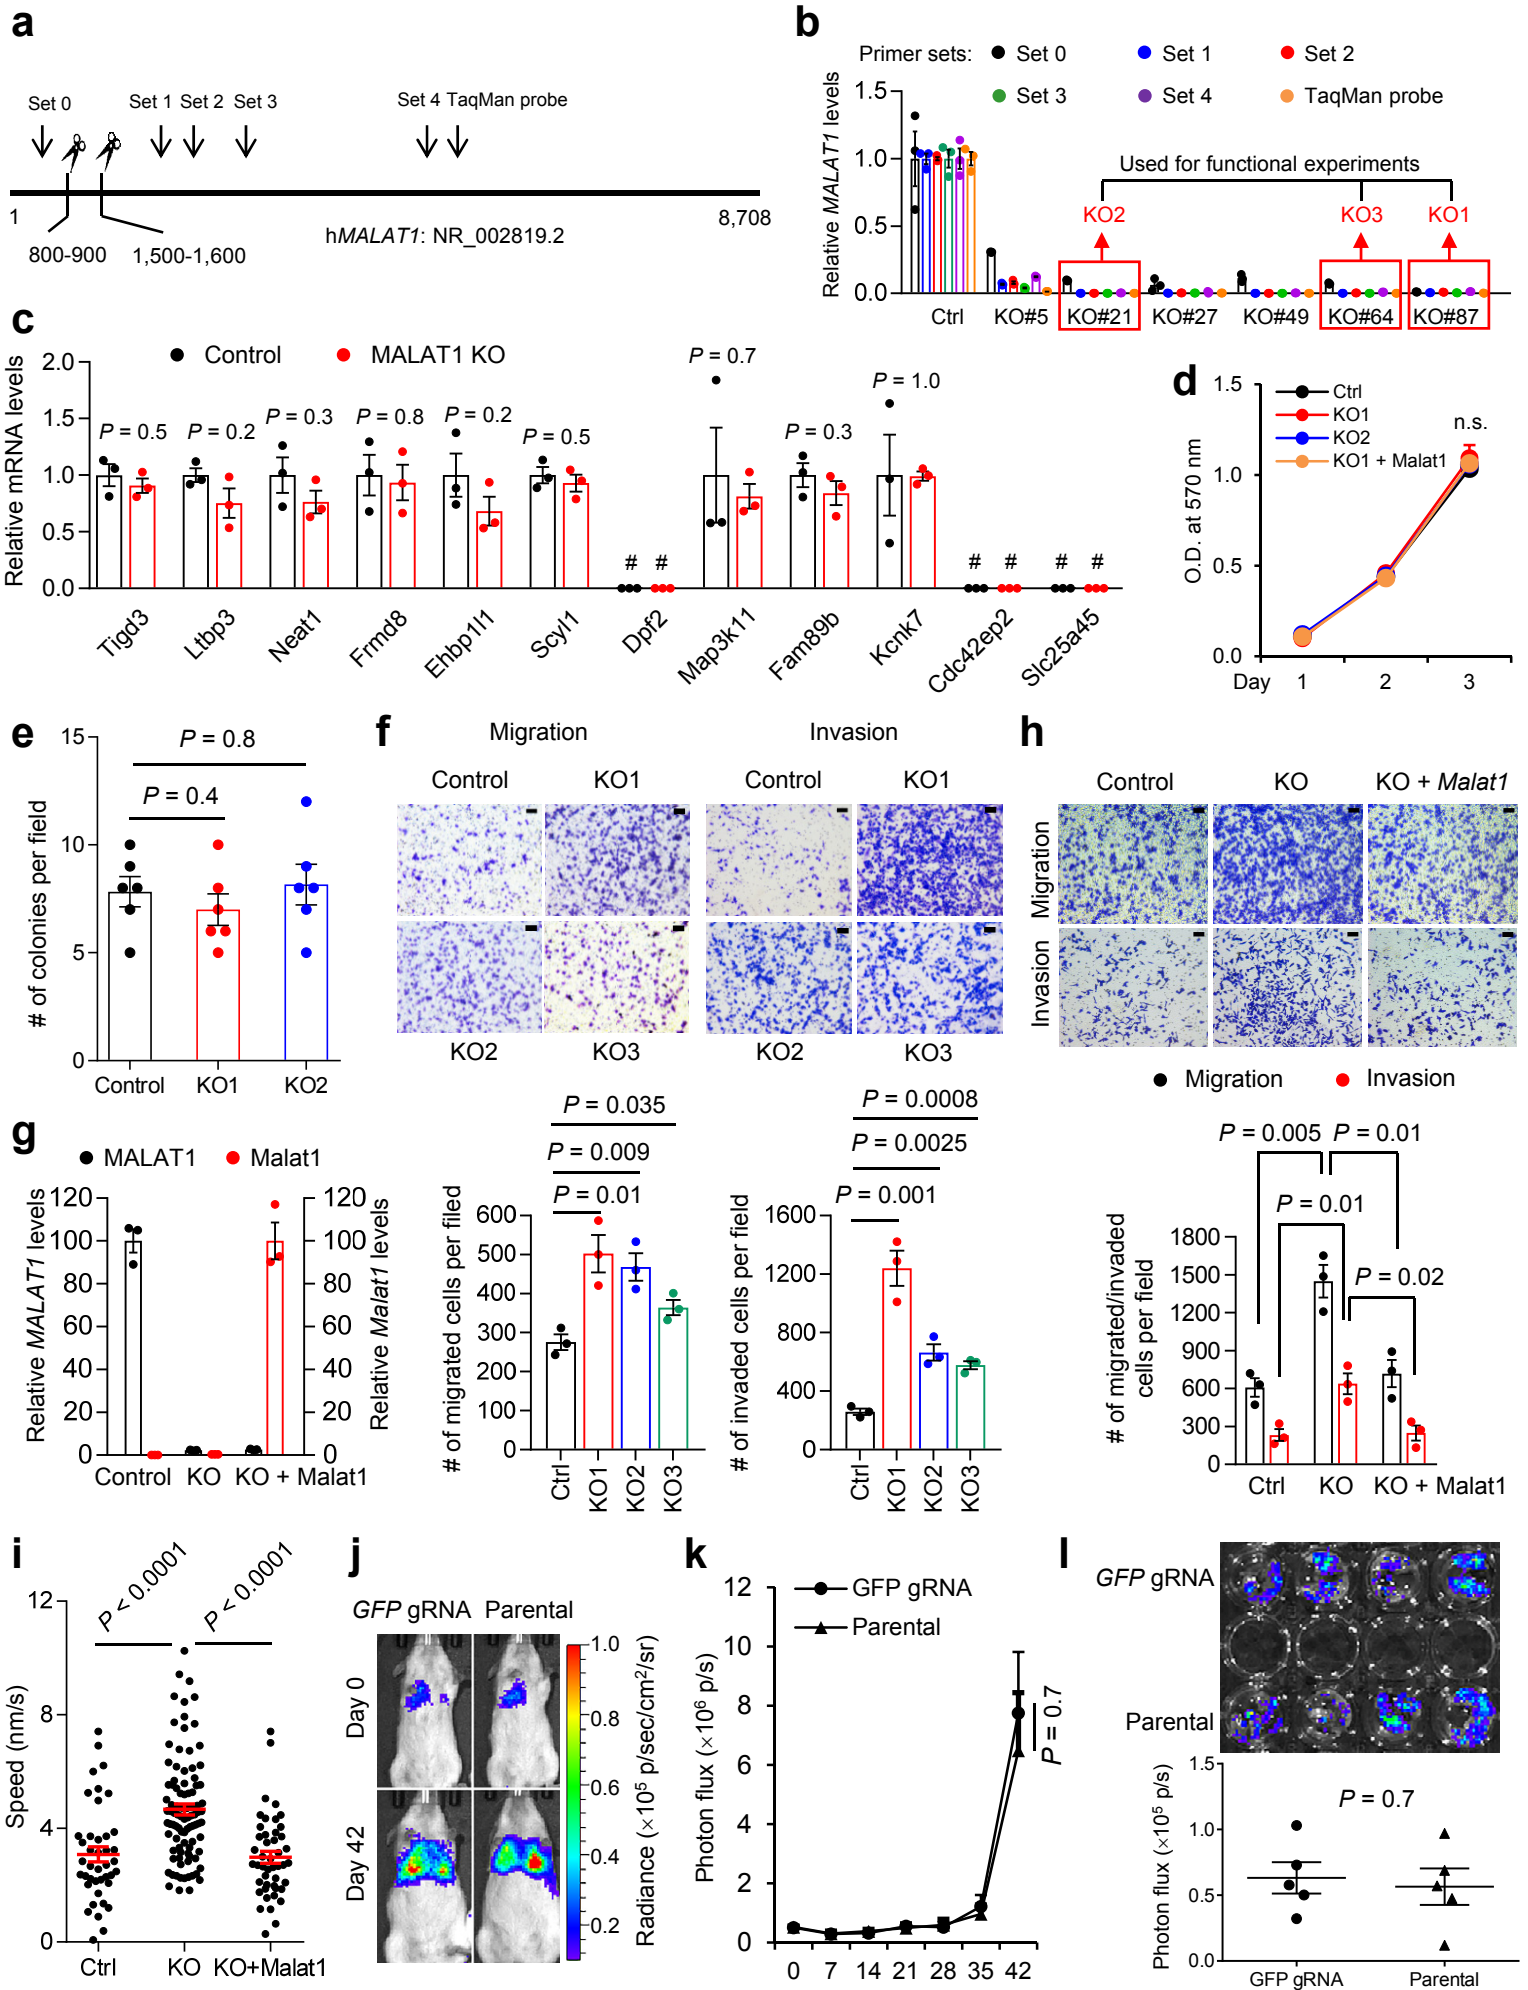 a
Set 0
Set 1 Set 2 Set 3
Set 4 TaqMan probe
1
8,708
800-900
1,500-1,600
hMALAT1: NR_002819.2
b
Primer sets: Set 0 Set 1 Set 2
Set 3 Set 4 TaqMan probe
Relative MALAT1 levels
1.5
1.0
0.5
0.0
Used for functional experiments
KO2 KO3 KO1
Ctrl KO#5 KO#21 KO#27 KO#49 KO#64 KO#87
c
Control MALAT1 KO
Relative mRNA levels
2.0
1.5
1.0
0.5
0.0
P = 0.5
P = 0.2
P = 0.3
P = 0.8
P = 0.2
P = 0.5
# #
P = 0.7
P = 0.3
P = 1.0
# #
# #
Tigd3 Ltbp3 Neat1 Frmd8 Ehbp1l1 Scyl1 Dpf2 Map3k11 Fam89b Kcnk7 Cdc42ep2 Slc25a45
d
Ctrl
KO1
KO2
KO1 + Malat1
n.s.
O.D. at 570 nm
1.5
1.0
0.5
0.0
Day 1 2 3
e
# of colonies per field
15
10
5
0
P = 0.8
P = 0.4
Control KO1 KO2
f
Migration Invasion
Control KO1 Control KO1
KO2 KO3 KO2 KO3
P = 0.035
P = 0.009
P = 0.01
# of migrated cells per filed
600
500
400
300
200
100
0
Ctrl KO1 KO2 KO3
P = 0.0008
P = 0.0025
P = 0.001
# of invaded cells per field
1600
1200
800
400
0
Ctrl KO1 KO2 KO3
g
MALAT1 Malat1
Relative MALAT1 levels
120
100
80
60
40
20
0
120
100
80
60
40
20
0
Relative Malat1 levels
Control KO KO + Malat1
h
Control KO KO + Malat1
Migration
Invasion
Migration Invasion
P = 0.005 P = 0.01
P = 0.01
P = 0.02
# of migrated/invaded
cells per field
1800
1500
1200
900
600
300
0
Ctrl KO KO + Malat1
i
P < 0.0001 P < 0.0001
Speed (nm/s)
12
8
4
0
Ctrl KO KO+Malat1
j
GFP gRNA Parental
Day 0
Day 42
1.0
0.8
0.6
0.4
0.2
Radiance (×10⁵ p/sec/cm²/sr)
k
GFP gRNA
Parental
Photon flux (×10⁶ p/s)
12
10
8
6
4
2
0
P = 0.7
0 7 14 21 28 35 42
l
GFP gRNA
Parental
Photon flux (×10⁵ p/s)
1.5
1.0
0.5
0.0
P = 0.7
GFP gRNA Parental